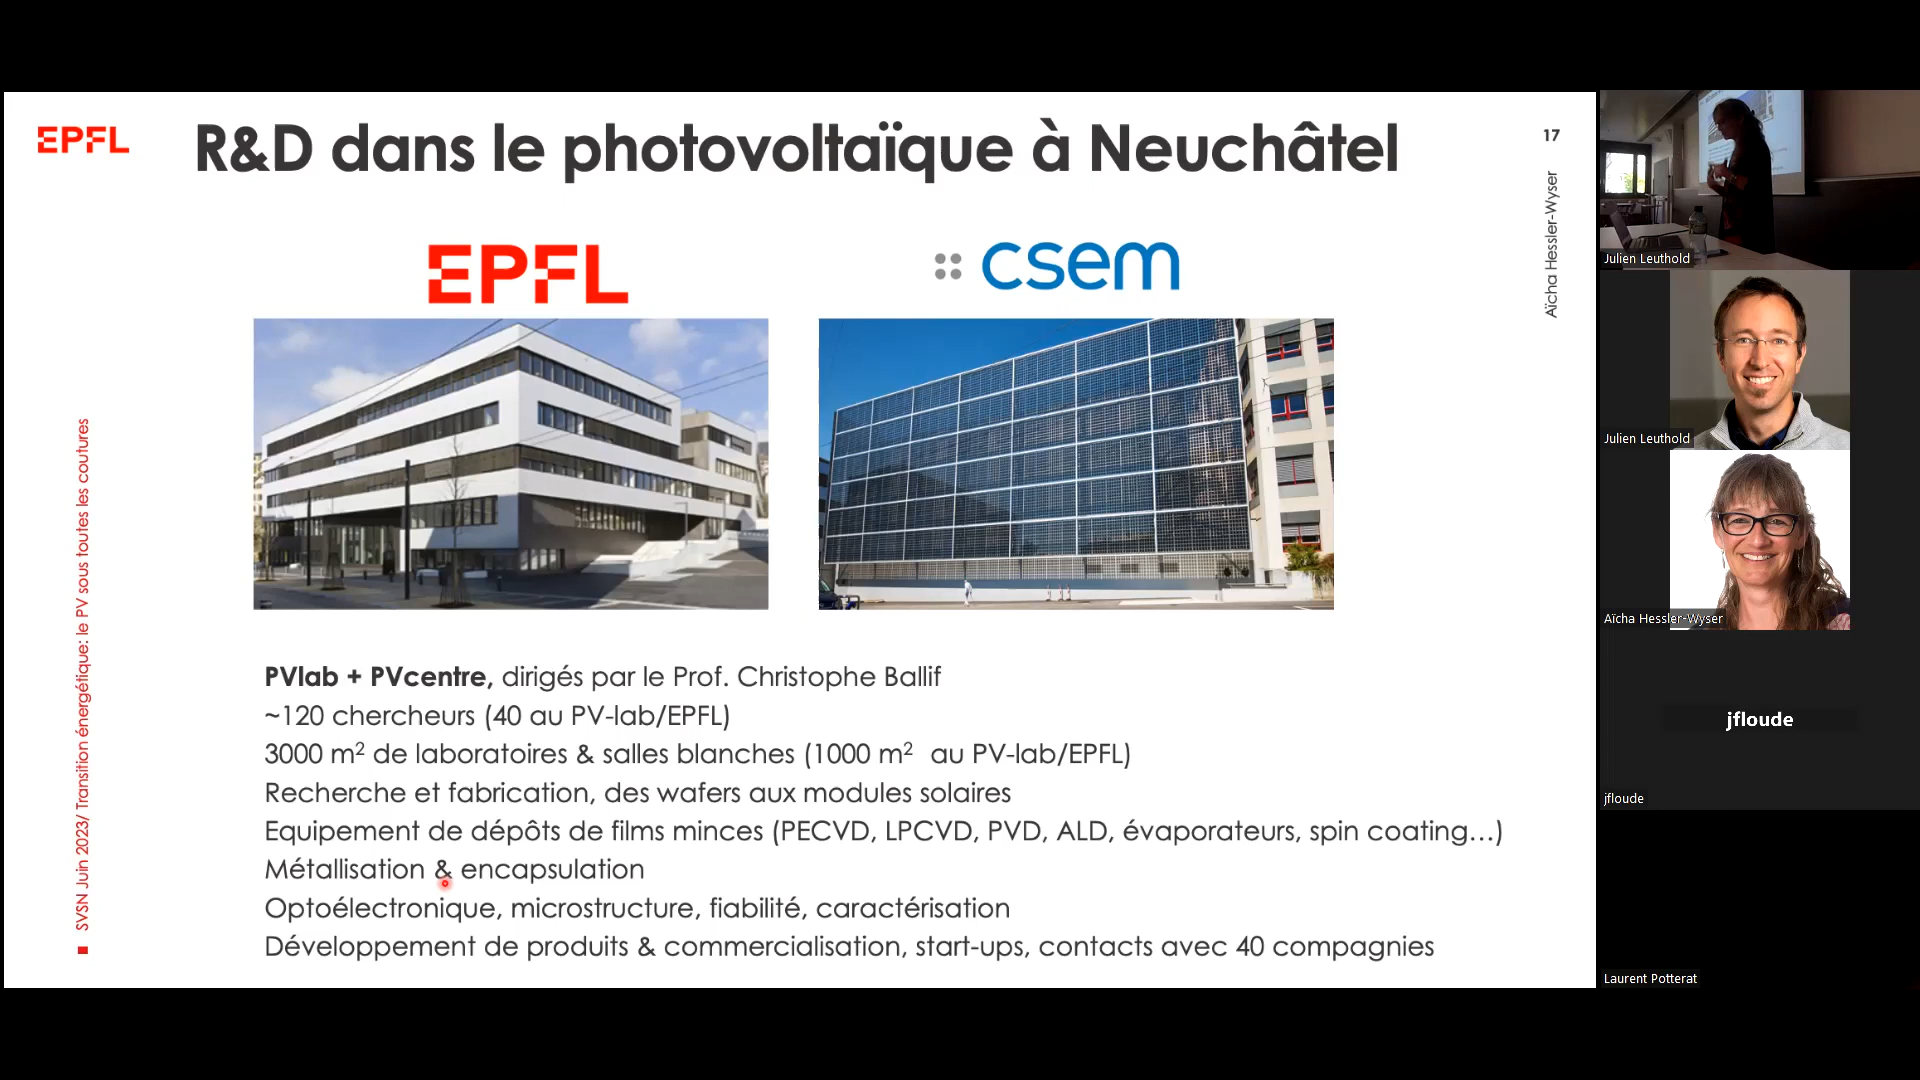 EPFL
R&D dans le photovoltaïque à Neuchâtel
17
Aïcha Hessler-Wyser
EPFL
csem
SVSN Juin 2023/ Transition énergétique: le PV sous toutes les coutures
PVlab + PVcentre, dirigés par le Prof. Christophe Ballif
~120 chercheurs (40 au PV-lab/EPFL)
3000 m² de laboratoires & salles blanches (1000 m² au PV-lab/EPFL)
Recherche et fabrication, des wafers aux modules solaires
Equipement de dépôts de films minces (PECVD, LPCVD, PVD, ALD, évaporateurs, spin coating…)
Métallisation & encapsulation
Optoélectronique, microstructure, fiabilité, caractérisation
Développement de produits & commercialisation, start-ups, contacts avec 40 compagnies
Julien Leuthold
Julien Leuthold
Aïcha Hessler-Wyser
jfloude
jfloude
Laurent Potterat